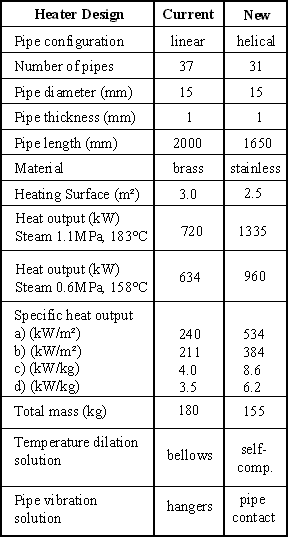 Heater Design Current New
Pipe configuration linear helical
Number of pipes 37 31
Pipe diameter (mm) 15 15
Pipe thickness (mm) 1 1
Pipe length (mm) 2000 1650
Material brass stainless
Heating Surface (m²) 3.0 2.5
Heat output (kW)
Steam 1.1MPa, 183°C 720 1335
Heat output (kW)
Steam 0.6MPa, 158°C 634 960
Specific heat output
a) (kW/m²) 240 534
b) (kW/m²) 211 384
c) (kW/kg) 4.0 8.6
d) (kW/kg) 3.5 6.2
Total mass (kg) 180 155
Temperature dilation
solution bellows self-
comp.
Pipe vibration
solution hangers pipe
contact